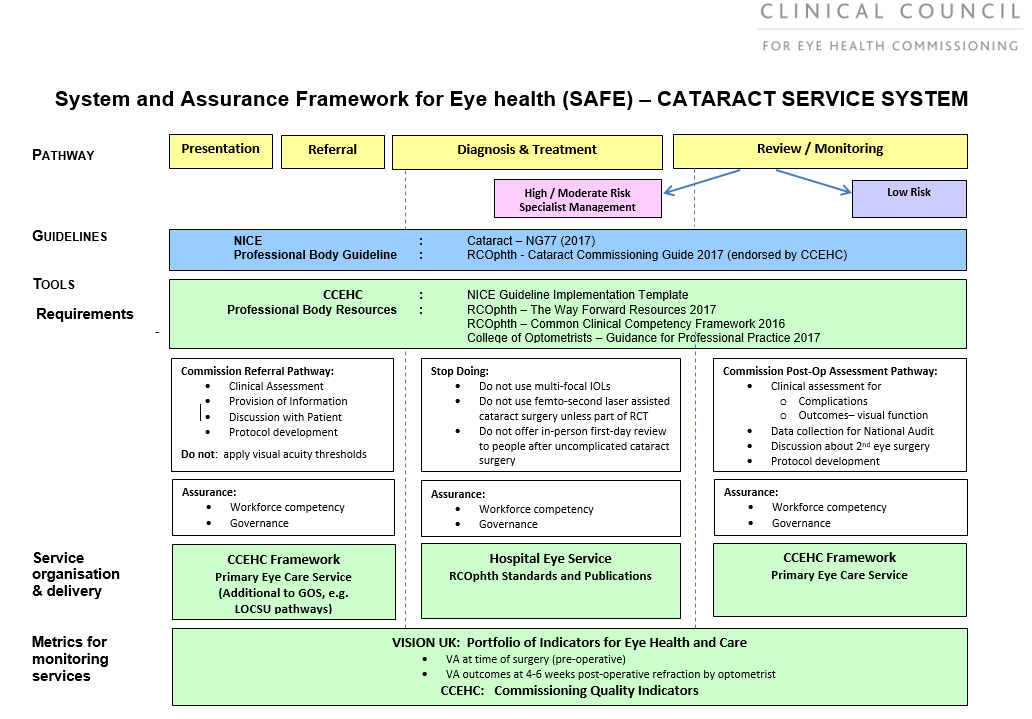 CLINICAL COUNCIL
FOR EYE HEALTH COMMISSIONING
System and Assurance Framework for Eye health (SAFE) – CATARACT SERVICE SYSTEM
PATHWAY
Presentation
Referral
Diagnosis & Treatment
Review / Monitoring
High / Moderate Risk
Specialist Management
Low Risk
GUIDELINES
NICE : Cataract – NG77 (2017)
Professional Body Guideline : RCOphth - Cataract Commissioning Guide 2017 (endorsed by CCEHC)
TOOLS
Requirements
-
CCEHC : NICE Guideline Implementation Template
Professional Body Resources : RCOphth – The Way Forward Resources 2017
RCOphth – Common Clinical Competency Framework 2016
College of Optometrists – Guidance for Professional Practice 2017
Commission Referral Pathway:
• Clinical Assessment
• Provision of Information
• Discussion with Patient
• Protocol development
Do not: apply visual acuity thresholds
Stop Doing:
• Do not use multi-focal IOLs
• Do not use femto-second laser assisted
cataract surgery unless part of RCT
• Do not offer in-person first-day review
to people after uncomplicated cataract
surgery
Commission Post-Op Assessment Pathway:
• Clinical assessment for
o Complications
o Outcomes– visual function
• Data collection for National Audit
• Discussion about 2nd eye surgery
• Protocol development
Assurance:
• Workforce competency
• Governance
Assurance:
• Workforce competency
• Governance
Assurance:
• Workforce competency
• Governance
Service
organisation
& delivery
CCEHC Framework
Primary Eye Care Service
(Additional to GOS, e.g.
LOCSU pathways)
Hospital Eye Service
RCOphth Standards and Publications
CCEHC Framework
Primary Eye Care Service
Metrics for
monitoring
services
VISION UK: Portfolio of Indicators for Eye Health and Care
• VA at time of surgery (pre-operative)
• VA outcomes at 4-6 weeks post-operative refraction by optometrist
CCEHC: Commissioning Quality Indicators